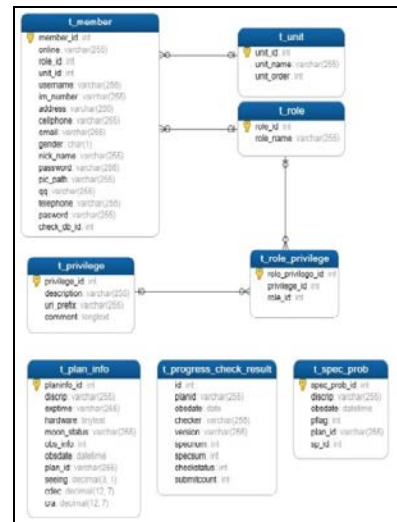 t_member
member_id int
online varchar(255)
role_id int
unit_id int
username varchar(255)
im_number varchar(255)
address varchar(255)
cellphone varchar(255)
email varchar(255)
gender char(1)
nick_name varchar(255)
password varchar(255)
pic_path varchar(255)
qq varchar(255)
telephone varchar(255)
pasword varchar(255)
check_db_id int
t_unit
unit_id int
unit_name varchar(255)
unit_order int
t_role
role_id int
role_name varchar(255)
t_privilege
privilege_id int
description varchar(255)
uri_prefix varchar(255)
comment longtext
t_role_privilege
role_privilege_id int
privilege_id int
role_id int
t_plan_info
planinfo_id int
discrip varchar(255)
exptime varchar(255)
hardware tinytext
moon_status varchar(255)
obs_info int
obsdate datetime
plan_id varchar(255)
seeing decimal(3, 1)
cdec decimal(12, 7)
cra decimal(12, 7)
t_progress_check_result
id int
planid varchar(255)
obsdate date
checker varchar(255)
version varchar(255)
specnum int
specsum int
checkstatus int
submitcount int
t_spec_prob
spec_prob_id int
discrip varchar(255)
obsdate datetime
pflag int
plan_id varchar(255)
sp_id int